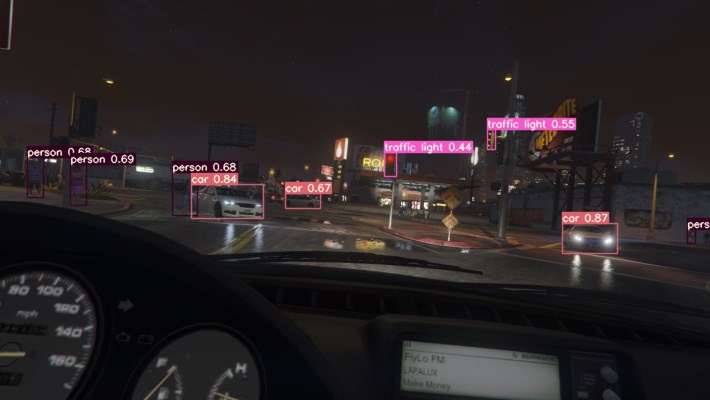 traffic light 0.55
traffic light 0.44
person 0.68
person 0.69
person 0.68
car 0.84
car 0.67
car 0.87
pers
80 100
120
mph
140
160
F
H
FlyLo FM
LAPALUX
Make Money